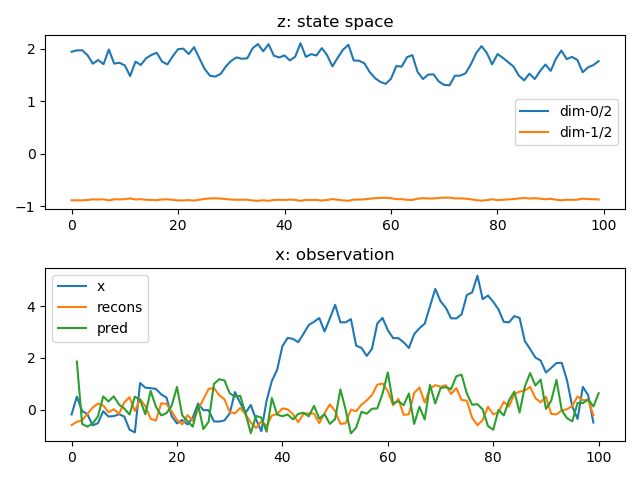 z: state space
2
1
0
−1
dim-0/2
dim-1/2
0 20 40 60 80 100
x: observation
4
2
0
x
recons
pred
0 20 40 60 80 100